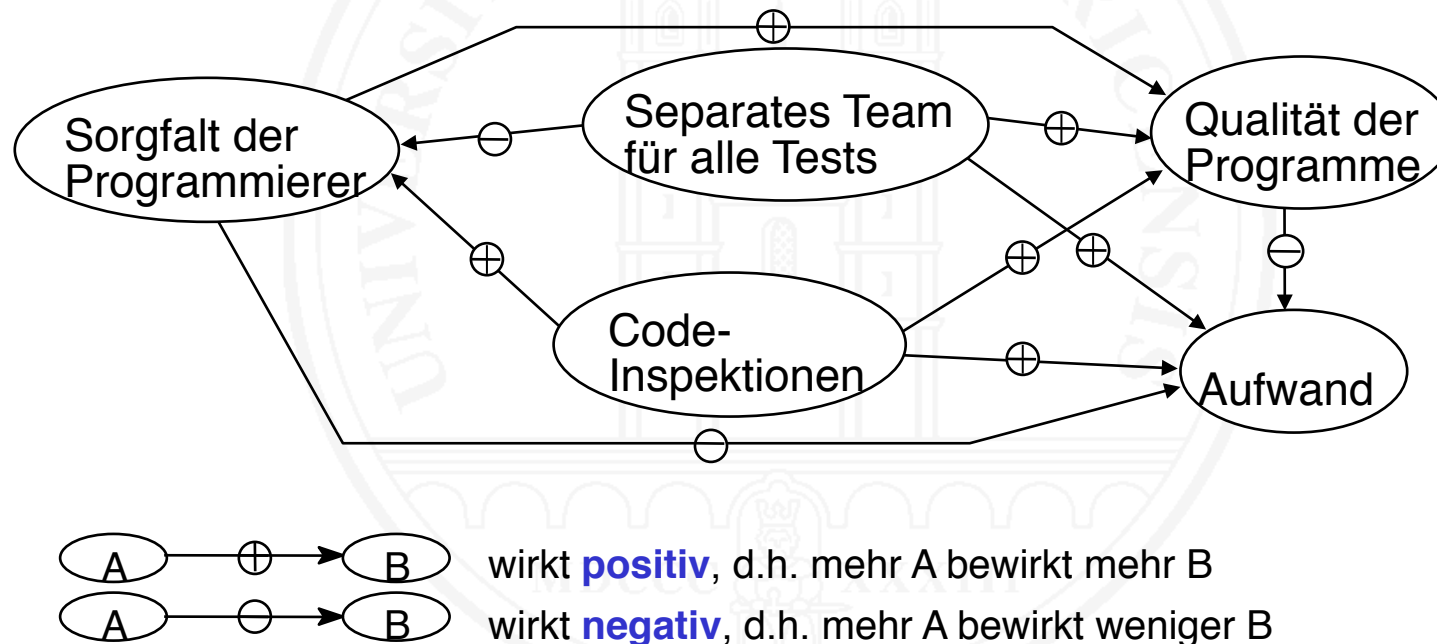 Sorgfalt der
Programmierer
Separates Team
für alle Tests
Qualität der
Programme
Code-
Inspektionen
Aufwand
A
B
wirkt positiv, d.h. mehr A bewirkt mehr B
A
B
wirkt negativ, d.h. mehr A bewirkt weniger B